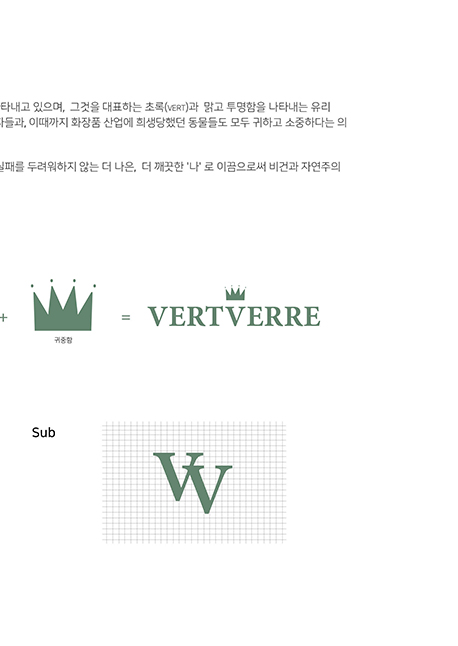 타내고 있으며, 그것을 대표하는 초록(VERT)과 맑고 투명함을 나타내는 유리
자들과, 이때까지 화장품 산업에 희생당했던 동물들도 모두 귀하고 소중하다는 의
실패를 두려워하지 않는 더 나은, 더 깨끗한 '나' 로 이끔으로써 비건과 자연주의
+
=
VERTVERRE
귀중함
Sub
VV